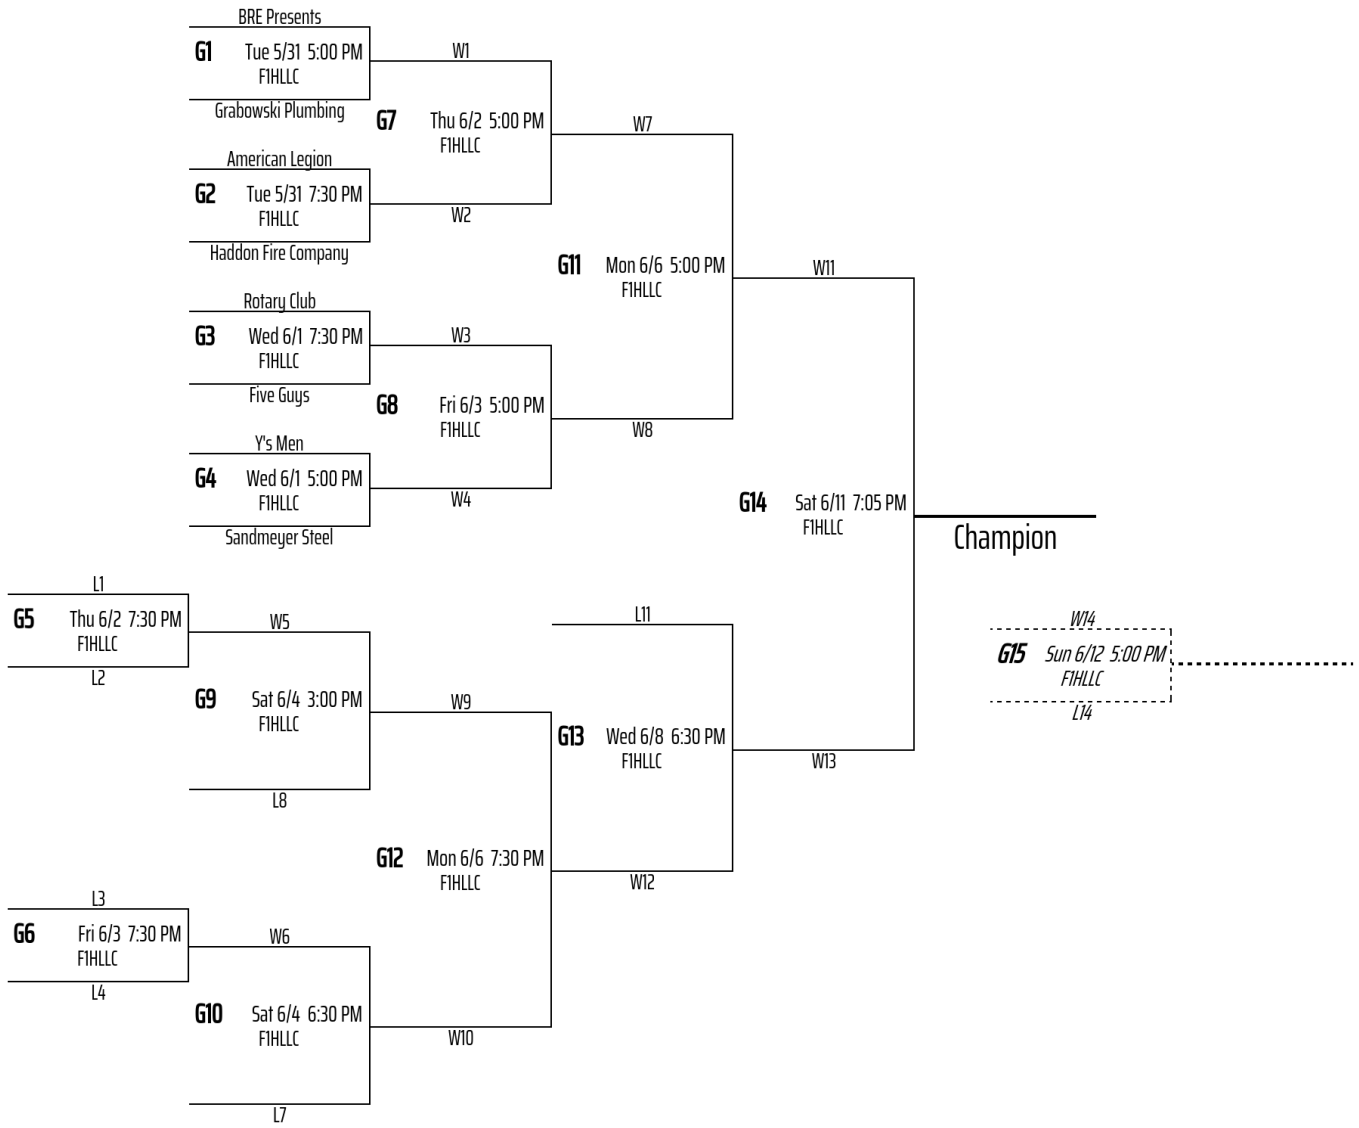 BRE Presents
G1 Tue 5/31 5:00 PM
F1HLLC
Grabowski Plumbing
W1
G7 Thu 6/2 5:00 PM
F1HLLC
American Legion
G2 Tue 5/31 7:30 PM
F1HLLC
Haddon Fire Company
W2
W7
G11 Mon 6/6 5:00 PM
F1HLLC
Rotary Club
G3 Wed 6/1 7:30 PM
F1HLLC
Five Guys
W3
G8 Fri 6/3 5:00 PM
F1HLLC
Y's Men
G4 Wed 6/1 5:00 PM
F1HLLC
Sandmeyer Steel
W4
W8
W11
G14 Sat 6/11 7:05 PM
F1HLLC
Champion
L1
G5 Thu 6/2 7:30 PM
F1HLLC
L2
W5
G9 Sat 6/4 3:00 PM
F1HLLC
L8
W9
L11
G13 Wed 6/8 6:30 PM
F1HLLC
W13
W14
G15 Sun 6/12 5:00 PM
F1HLLC
L14
G12 Mon 6/6 7:30 PM
F1HLLC
W12
L3
G6 Fri 6/3 7:30 PM
F1HLLC
L4
W6
G10 Sat 6/4 6:30 PM
F1HLLC
L7
W10